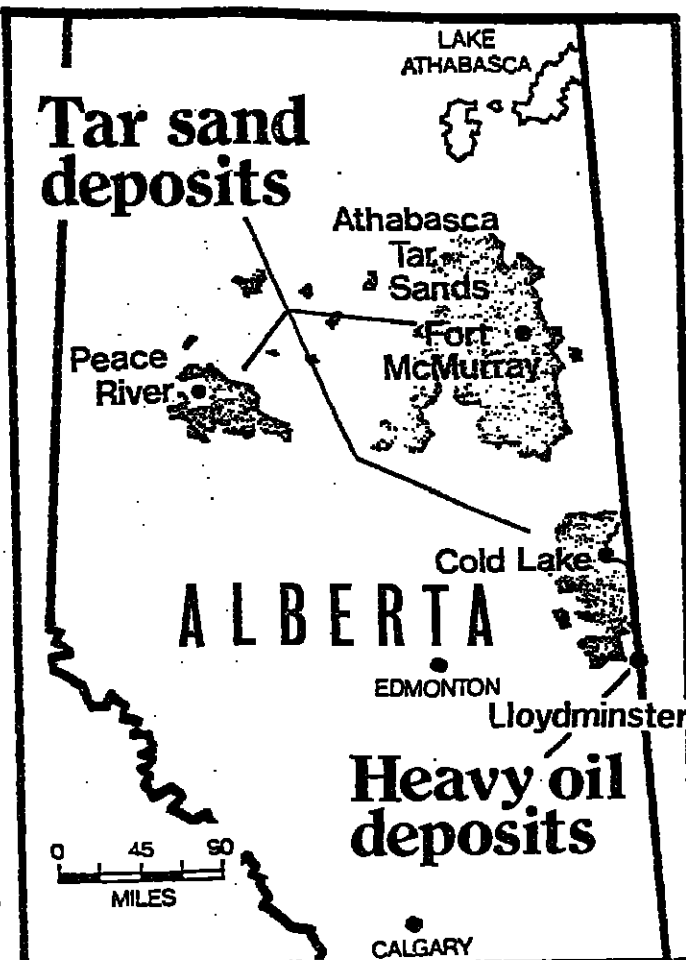 LAKE
ATHABASCA
Tar sand
deposits
Athabasca
Tar
Sands
Fort
McMurray
Peace
River
Cold Lake
ALBERTA
EDMONTON
Lloydminster
Heavy oil
deposits
0 45 90
MILES
CALGARY